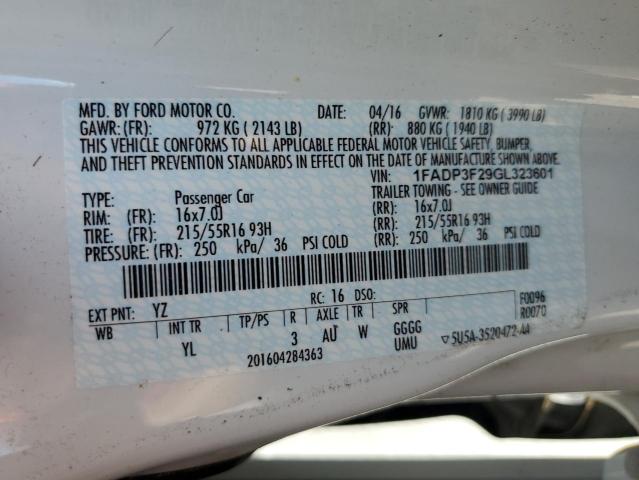 MFD. BY FORD MOTOR CO. DATE: 04/16 GVWR: 1810 KG ( 3990 LB)
GAWR: (FR): 972 KG ( 2143 LB) (RR): 880 KG ( 1940 LB)
THIS VEHICLE CONFORMS TO ALL APPLICABLE FEDERAL MOTOR VEHICLE SAFETY, BUMPER,
AND THEFT PREVENTION STANDARDS IN EFFECT ON THE DATE OF MANUFACTURE SHOWN ABOVE.
VIN: 1FADP3F29GL323601
TYPE: Passenger Car TRAILER TOWING - SEE OWNER GUIDE
RIM: (FR): 16x7.0J (RR): 16x7.0J
TIRE: (FR): 215/55R16 93H (RR): 215/55R16 93H
PRESSURE: (FR): 250 kPa/ 36 PSI COLD (RR): 250 kPa/ 36 PSI COLD
EXT PNT: YZ RC: 16 DSO: F0096
WB INT TR TP/PS R AXLE TR SPR R0070
YL 3 AU W GGGG
UMU ▽ 5U5A-3520472-AA
201604284363